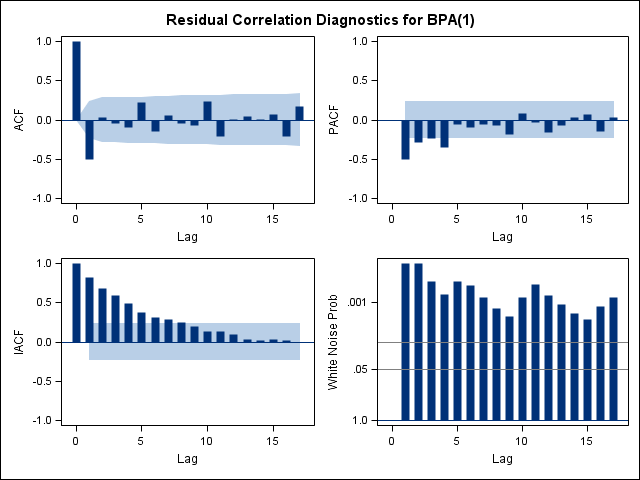 Residual Correlation Diagnostics for BPA(1)
1.0
0.5
0.0
-0.5
-1.0
ACF
0 5 10 15
Lag
1.0
0.5
0.0
-0.5
-1.0
PACF
0 5 10 15
Lag
1.0
0.5
0.0
-0.5
-1.0
IACF
0 5 10 15
Lag
.001
.05
1.0
White Noise Prob
0 5 10 15
Lag